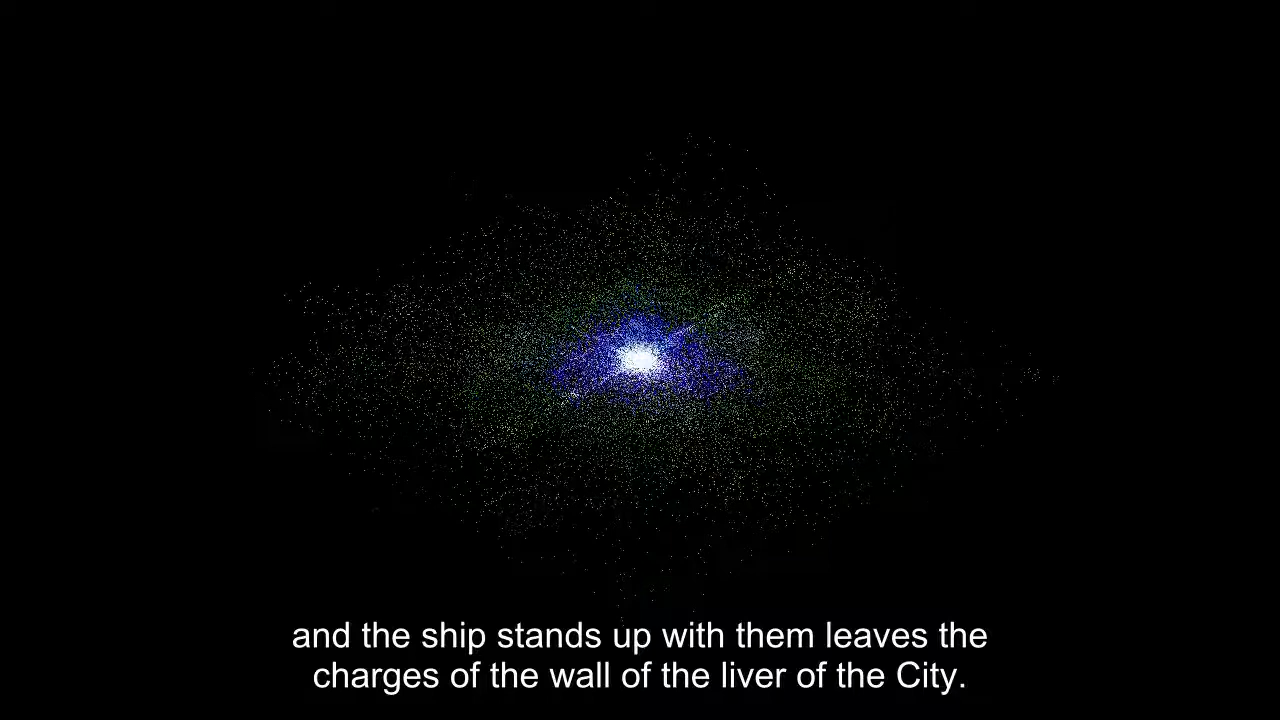 and the ship stands up with them leaves the
charges of the wall of the liver of the City.